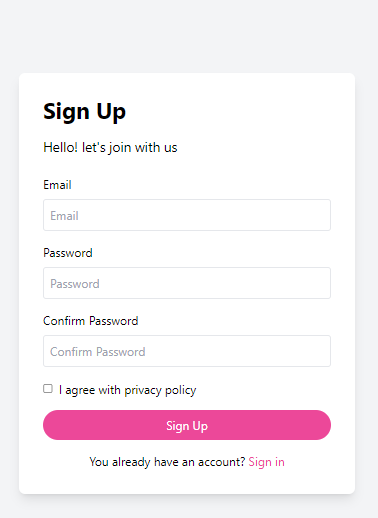 Sign Up
Hello! let's join with us
Email
Email
Password
Password
Confirm Password
Confirm Password
I agree with privacy policy
Sign Up
You already have an account? Sign in